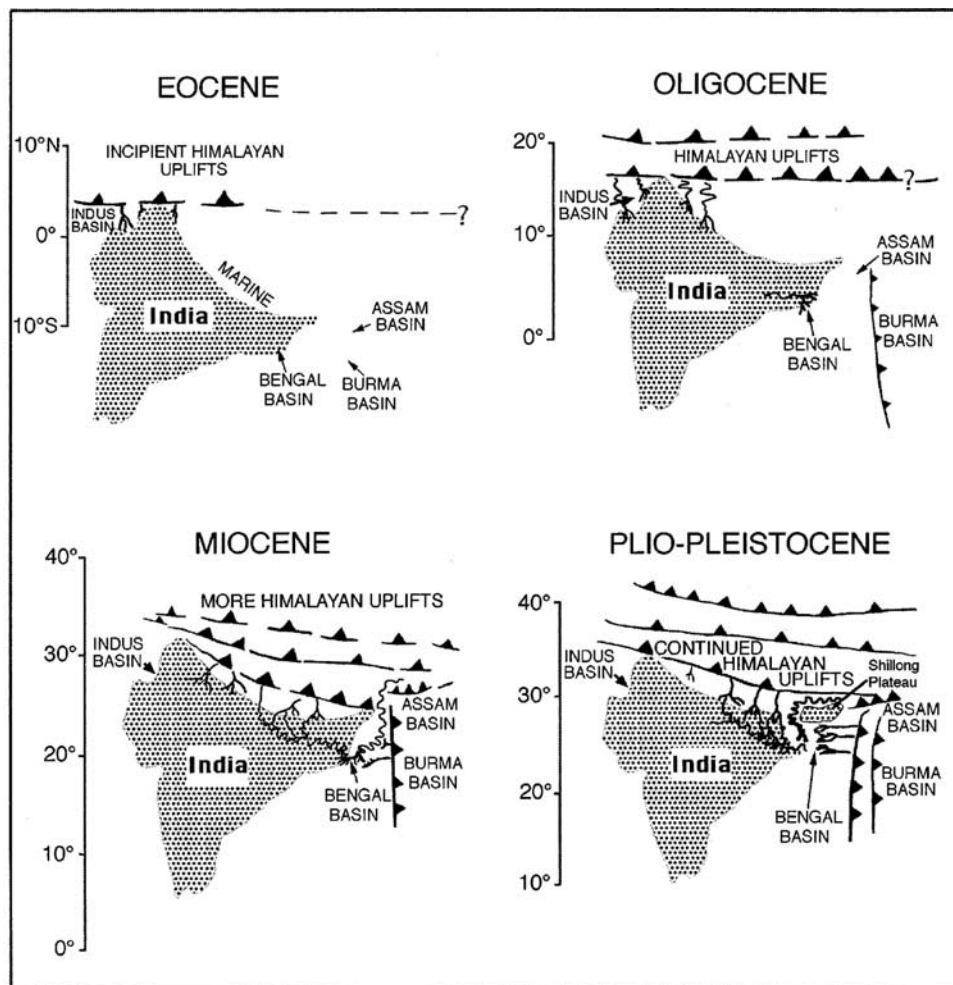 EOCENE
10°N
INCIPIENT HIMALAYAN
UPLIFTS
INDUS
BASIN
?
0°
MARINE
India
10°S
ASSAM
BASIN
BENGAL
BASIN
BURMA
BASIN
OLIGOCENE
20°
HIMALAYAN UPLIFTS
?
INDUS
BASIN
10°
ASSAM
BASIN
India
0°
BENGAL
BASIN
BURMA
BASIN
MIOCENE
40°
MORE HIMALAYAN UPLIFTS
INDUS
BASIN
30°
ASSAM
BASIN
20°
India
BURMA
BASIN
BENGAL
BASIN
10°
0°
PLIO-PLEISTOCENE
40°
CONTINUED
HIMALAYAN
UPLIFTS
INDUS
BASIN
Shillong
Plateau
30°
ASSAM
BASIN
India
BURMA
BASIN
20°
BENGAL
BASIN
10°